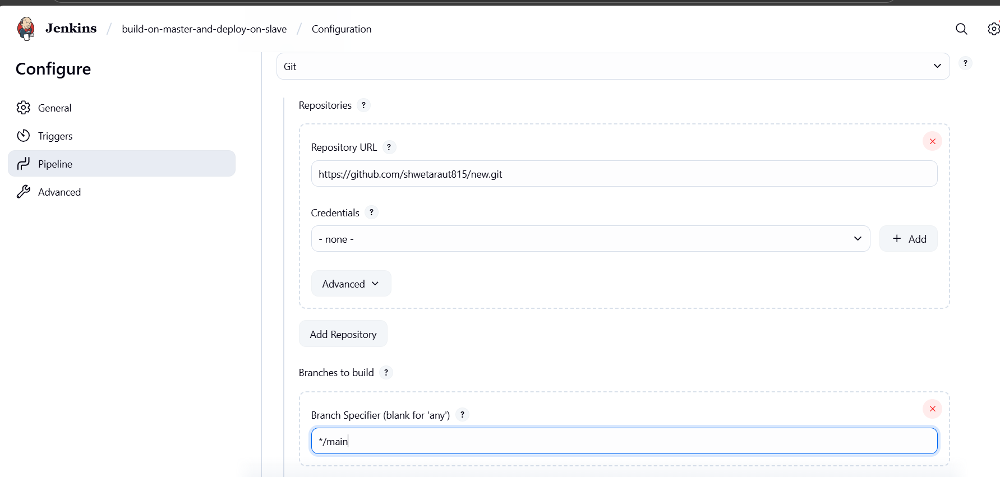 Jenkins / build-on-master-and-deploy-on-slave / Configuration
Configure
General
Triggers
Pipeline
Advanced
Git
?
Repositories ?
Repository URL ?
https://github.com/shwetaraut815/new.git
Credentials ?
- none -
+ Add
Advanced
Add Repository
Branches to build ?
Branch Specifier (blank for 'any') ?
*/main